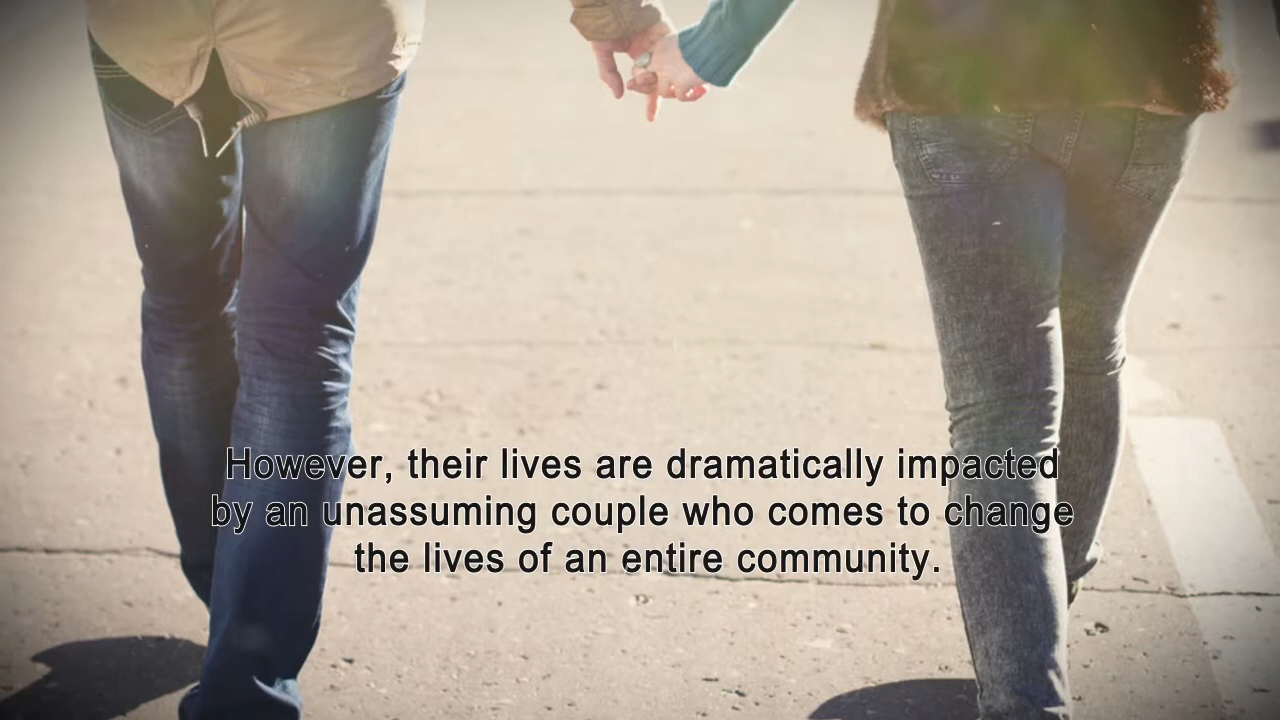 However, their lives are dramatically impacted
by an unassuming couple who comes to change
the lives of an entire community.